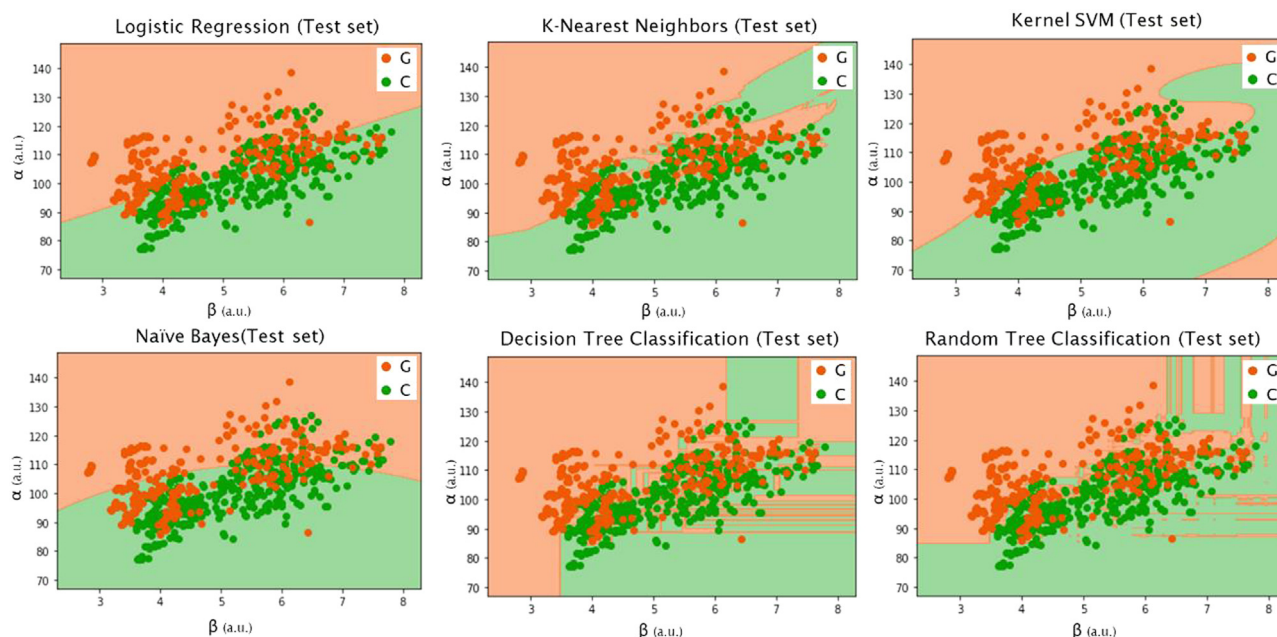 Logistic Regression (Test set)
G
C
α (a.u.)
140
130
120
110
100
90
80
70
3
4
5
6
7
8
β (a.u.)
K-Nearest Neighbors (Test set)
G
C
α (a.u.)
140
130
120
110
100
90
80
70
3
4
5
6
7
8
β (a.u.)
Kernel SVM (Test set)
G
C
α (a.u.)
140
130
120
110
100
90
80
70
3
4
5
6
7
8
β (a.u.)
Naïve Bayes(Test set)
G
C
α (a.u.)
140
130
120
110
100
90
80
70
3
4
5
6
7
8
β (a.u.)
Decision Tree Classification (Test set)
G
C
α (a.u.)
140
130
120
110
100
90
80
70
3
4
5
6
7
8
β (a.u.)
Random Tree Classification (Test set)
G
C
α (a.u.)
140
130
120
110
100
90
80
70
3
4
5
6
7
8
β (a.u.)